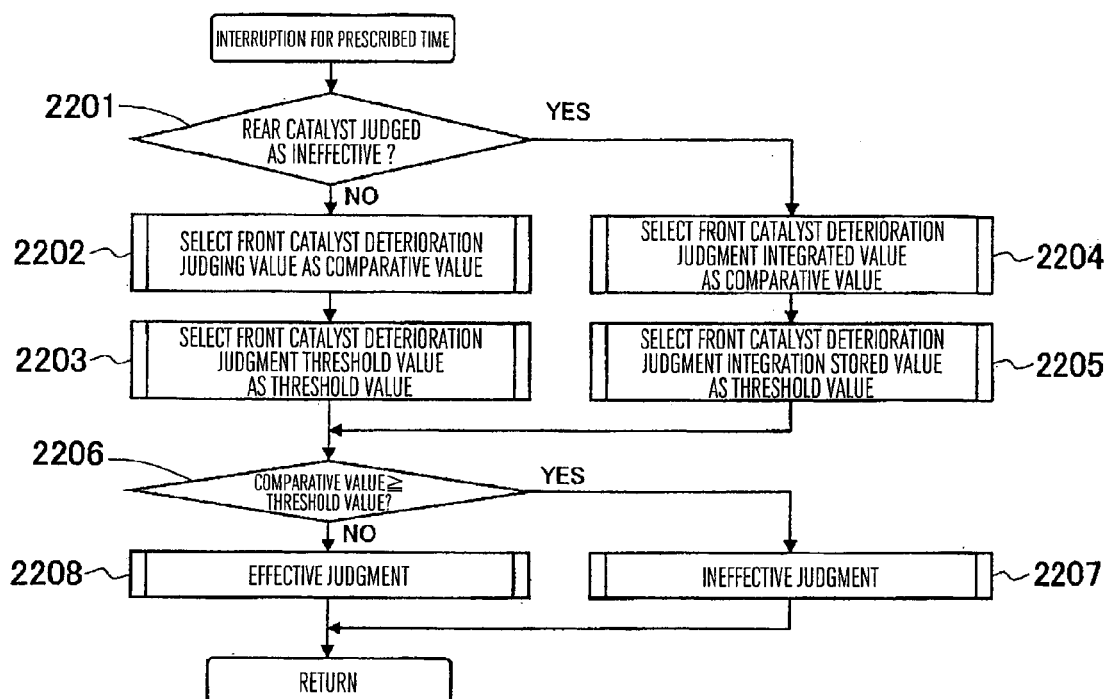 INTERRUPTION FOR PRESCRIBED TIME
2201
REAR CATALYST JUDGED
AS INEFFECTIVE ?
YES
NO
2202
SELECT FRONT CATALYST DETERIORATION
JUDGING VALUE AS COMPARATIVE VALUE
SELECT FRONT CATALYST DETERIORATION
JUDGMENT INTEGRATED VALUE
AS COMPARATIVE VALUE
2204
2203
SELECT FRONT CATALYST DETERIORATION
JUDGMENT THRESHOLD VALUE
AS THRESHOLD VALUE
SELECT FRONT CATALYST DETERIORATION
JUDGMENT INTEGRATION STORED VALUE
AS THRESHOLD VALUE
2205
2206
COMPARATIVE VALUE≧
THRESHOLD VALUE?
YES
NO
2208
EFFECTIVE JUDGMENT
INEFFECTIVE JUDGMENT
2207
RETURN